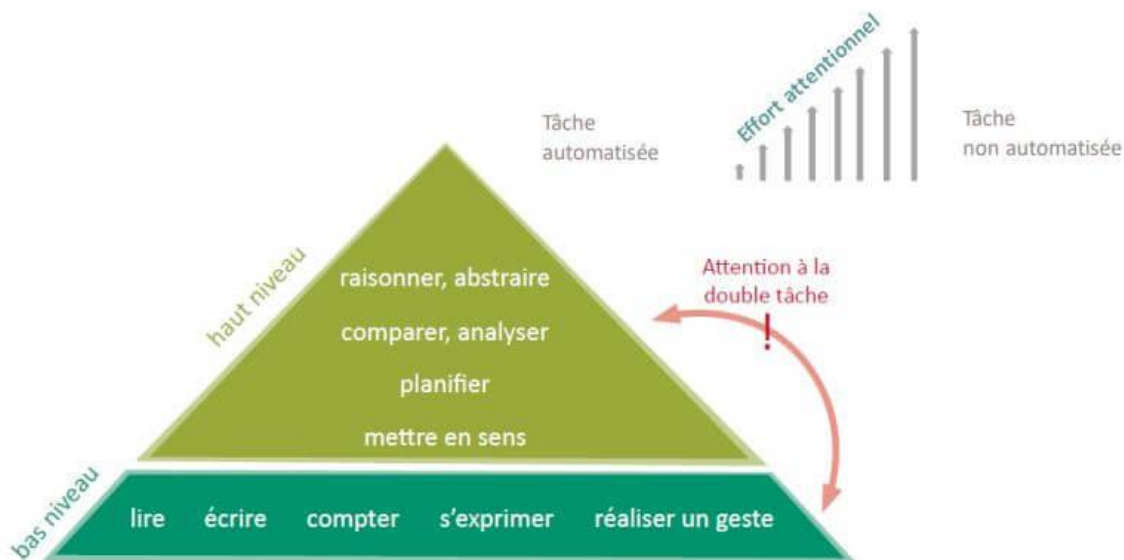 Effort attentionnel
Tâche
automatisée
Tâche
non automatisée
haut niveau
raisonner, abstraire
comparer, analyser
planifier
mettre en sens
Attention à la
double tâche
!
bas niveau
lire écrire compter s'exprimer réaliser un geste